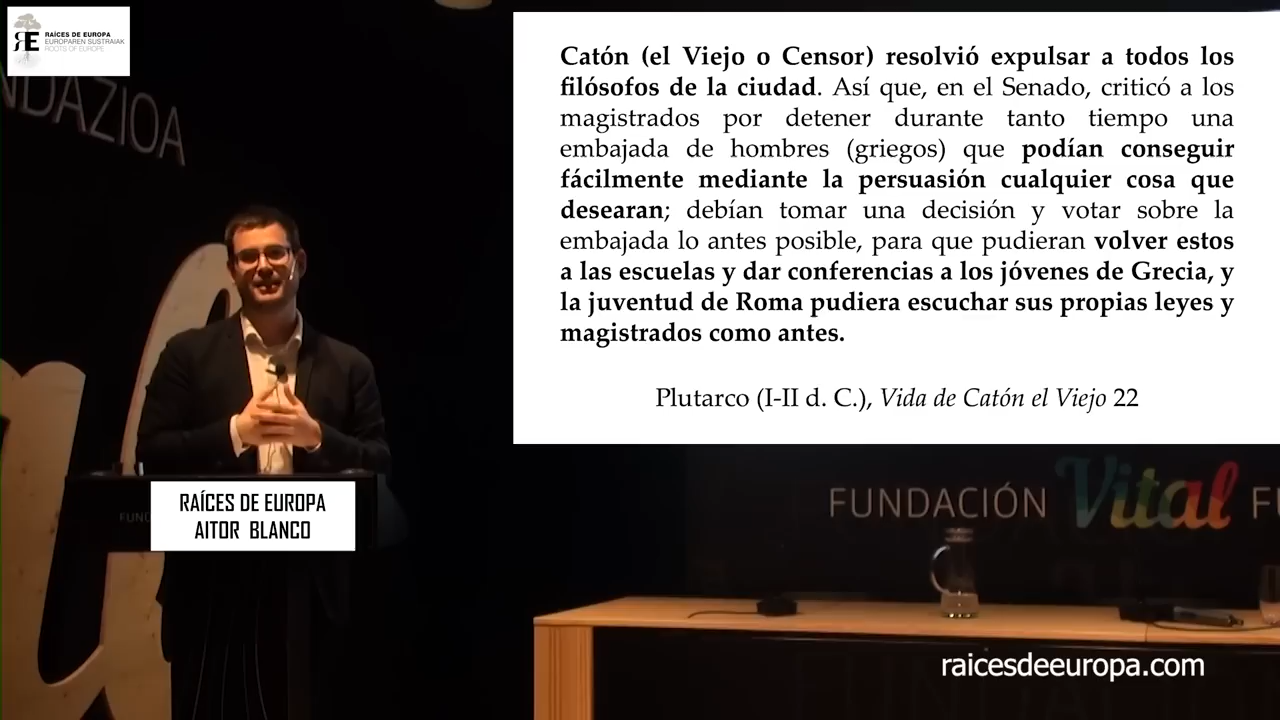 RAÍCES DE EUROPA
EUROPAREN SUSTRAIAK
ROOTS OF EUROPE
NDAZIOA
Catón (el Viejo o Censor) resolvió expulsar a todos los
filósofos de la ciudad. Así que, en el Senado, criticó a los
magistrados por detener durante tanto tiempo una
embajada de hombres (griegos) que podían conseguir
fácilmente mediante la persuasión cualquier cosa que
desearan; debían tomar una decisión y votar sobre la
embajada lo antes posible, para que pudieran volver estos
a las escuelas y dar conferencias a los jóvenes de Grecia, y
la juventud de Roma pudiera escuchar sus propias leyes y
magistrados como antes.
Plutarco (I-II d. C.), Vida de Catón el Viejo 22
RAÍCES DE EUROPA
AITOR BLANCO
FUNDACIÓN Vital F
raicesdeeuropa.com